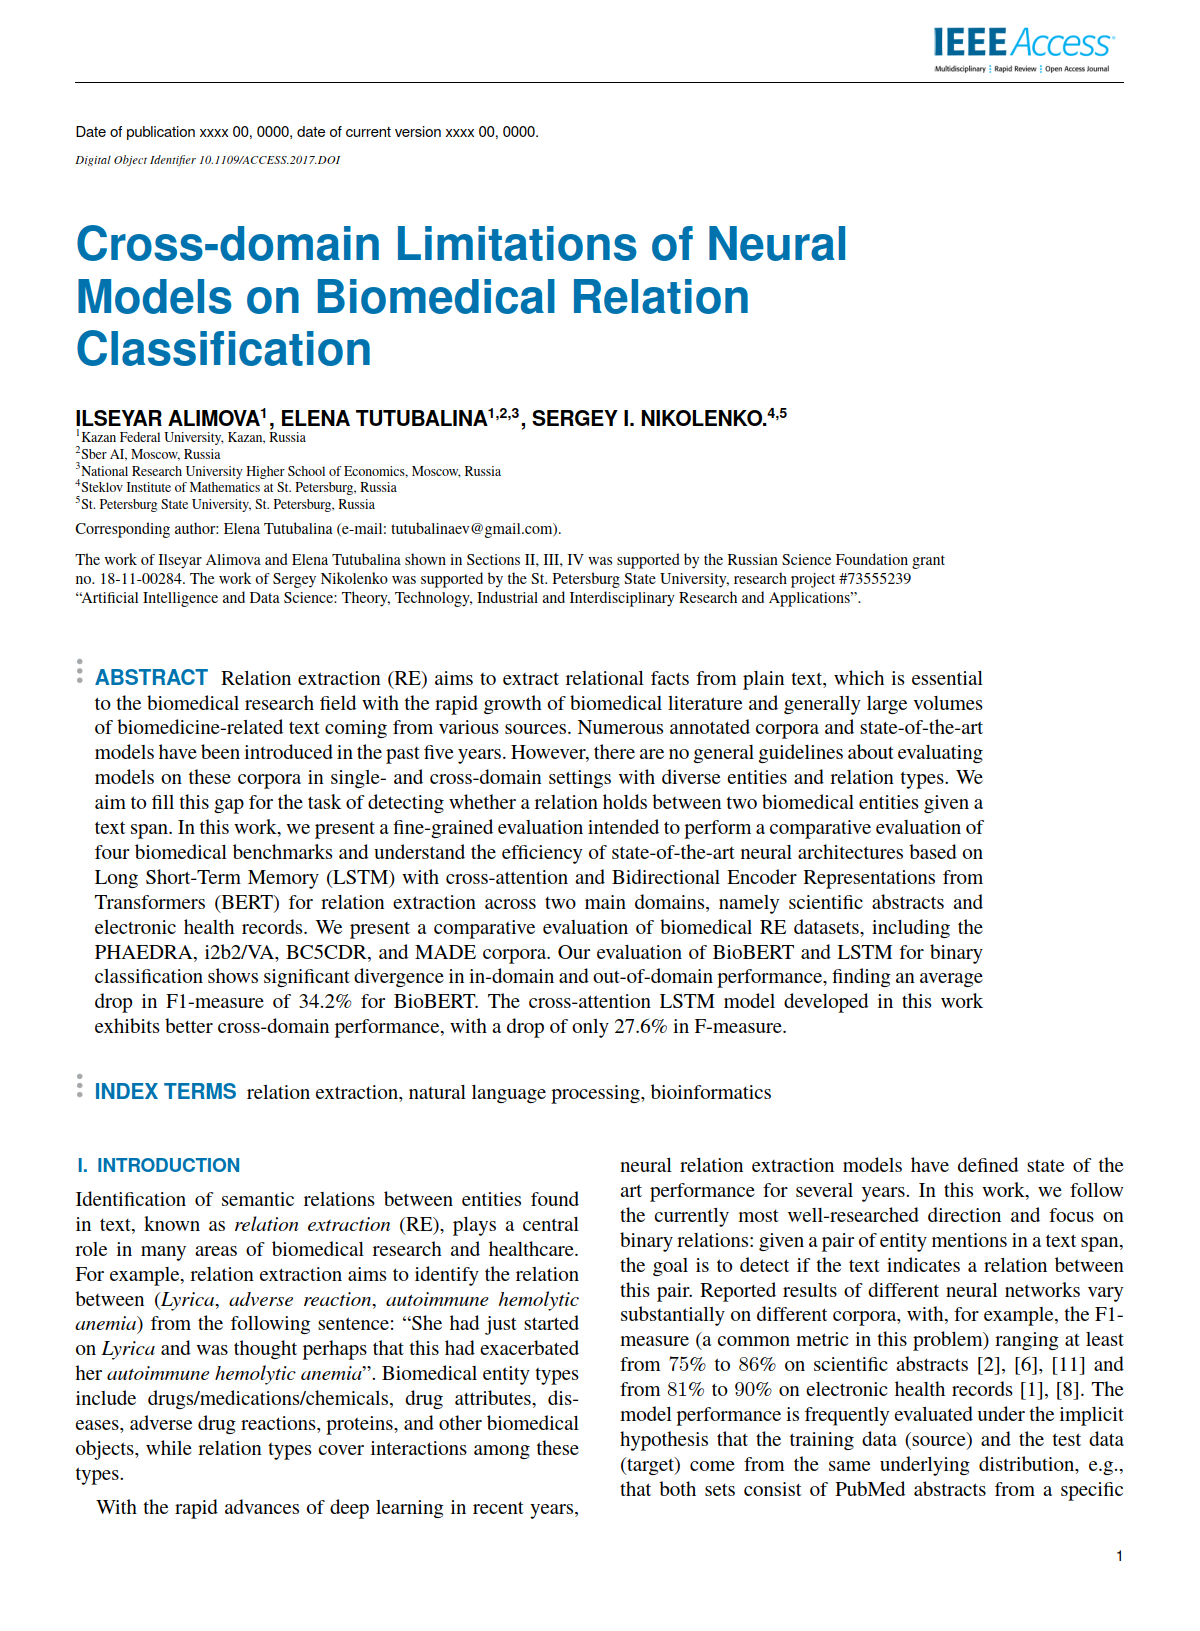 IEEE Access
Multidisciplinary | Rapid Review | Open Access Journal
Date of publication xxxx 00, 0000, date of current version xxxx 00, 0000.
Digital Object Identifier 10.1109/ACCESS.2017.DOI
Cross-domain Limitations of Neural
Models on Biomedical Relation
Classification
ILSEYAR ALIMOVA1, ELENA TUTUBALINA1,2,3, SERGEY I. NIKOLENKO.4,5
1Kazan Federal University, Kazan, Russia
2Sber AI, Moscow, Russia
3National Research University Higher School of Economics, Moscow, Russia
4Steklov Institute of Mathematics at St. Petersburg, Russia
5St. Petersburg State University, St. Petersburg, Russia
Corresponding author: Elena Tutubalina (e-mail: tutubalinaev@gmail.com).
The work of Ilseyar Alimova and Elena Tutubalina shown in Sections II, III, IV was supported by the Russian Science Foundation grant
no. 18-11-00284. The work of Sergey Nikolenko was supported by the St. Petersburg State University, research project #73555239
“Artificial Intelligence and Data Science: Theory, Technology, Industrial and Interdisciplinary Research and Applications”.
ABSTRACT Relation extraction (RE) aims to extract relational facts from plain text, which is essential
to the biomedical research field with the rapid growth of biomedical literature and generally large volumes
of biomedicine-related text coming from various sources. Numerous annotated corpora and state-of-the-art
models have been introduced in the past five years. However, there are no general guidelines about evaluating
models on these corpora in single- and cross-domain settings with diverse entities and relation types. We
aim to fill this gap for the task of detecting whether a relation holds between two biomedical entities given a
text span. In this work, we present a fine-grained evaluation intended to perform a comparative evaluation of
four biomedical benchmarks and understand the efficiency of state-of-the-art neural architectures based on
Long Short-Term Memory (LSTM) with cross-attention and Bidirectional Encoder Representations from
Transformers (BERT) for relation extraction across two main domains, namely scientific abstracts and
electronic health records. We present a comparative evaluation of biomedical RE datasets, including the
PHAEDRA, i2b2/VA, BC5CDR, and MADE corpora. Our evaluation of BioBERT and LSTM for binary
classification shows significant divergence in in-domain and out-of-domain performance, finding an average
drop in F1-measure of 34.2% for BioBERT. The cross-attention LSTM model developed in this work
exhibits better cross-domain performance, with a drop of only 27.6% in F-measure.
INDEX TERMS relation extraction, natural language processing, bioinformatics
I. INTRODUCTION
Identification of semantic relations between entities found
in text, known as relation extraction (RE), plays a central
role in many areas of biomedical research and healthcare.
For example, relation extraction aims to identify the relation
between (Lyrica, adverse reaction, autoimmune hemolytic
anemia) from the following sentence: “She had just started
on Lyrica and was thought perhaps that this had exacerbated
her autoimmune hemolytic anemia”. Biomedical entity types
include drugs/medications/chemicals, drug attributes, dis-
eases, adverse drug reactions, proteins, and other biomedical
objects, while relation types cover interactions among these
types.
With the rapid advances of deep learning in recent years,
neural relation extraction models have defined state of the
art performance for several years. In this work, we follow
the currently most well-researched direction and focus on
binary relations: given a pair of entity mentions in a text span,
the goal is to detect if the text indicates a relation between
this pair. Reported results of different neural networks vary
substantially on different corpora, with, for example, the F1-
measure (a common metric in this problem) ranging at least
from 75% to 86% on scientific abstracts [2], [6], [11] and
from 81% to 90% on electronic health records [1], [8]. The
model performance is frequently evaluated under the implicit
hypothesis that the training data (source) and the test data
(target) come from the same underlying distribution, e.g.,
that both sets consist of PubMed abstracts from a specific
1